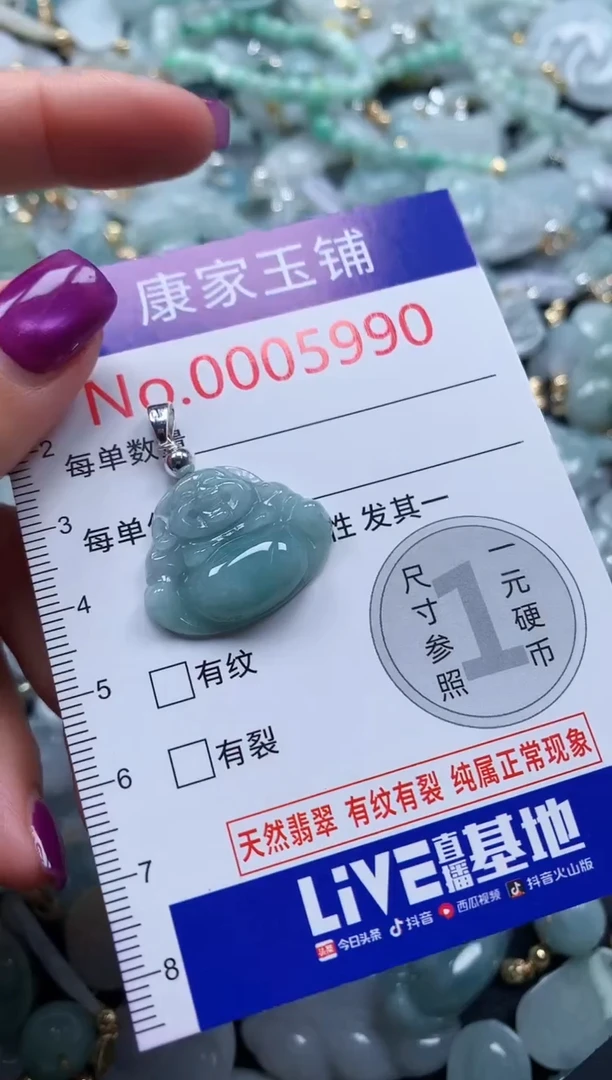 康家玉铺
No.0005990
2
每单数量
3
每单 性 发其一
4
一元硬币
尺寸参照
1
5
有纹
6
有裂
天然翡翠 有纹有裂 纯属正常现象
7
LiVE直播基地
头条 今日头条 抖音 西瓜视频 抖音火山版
8